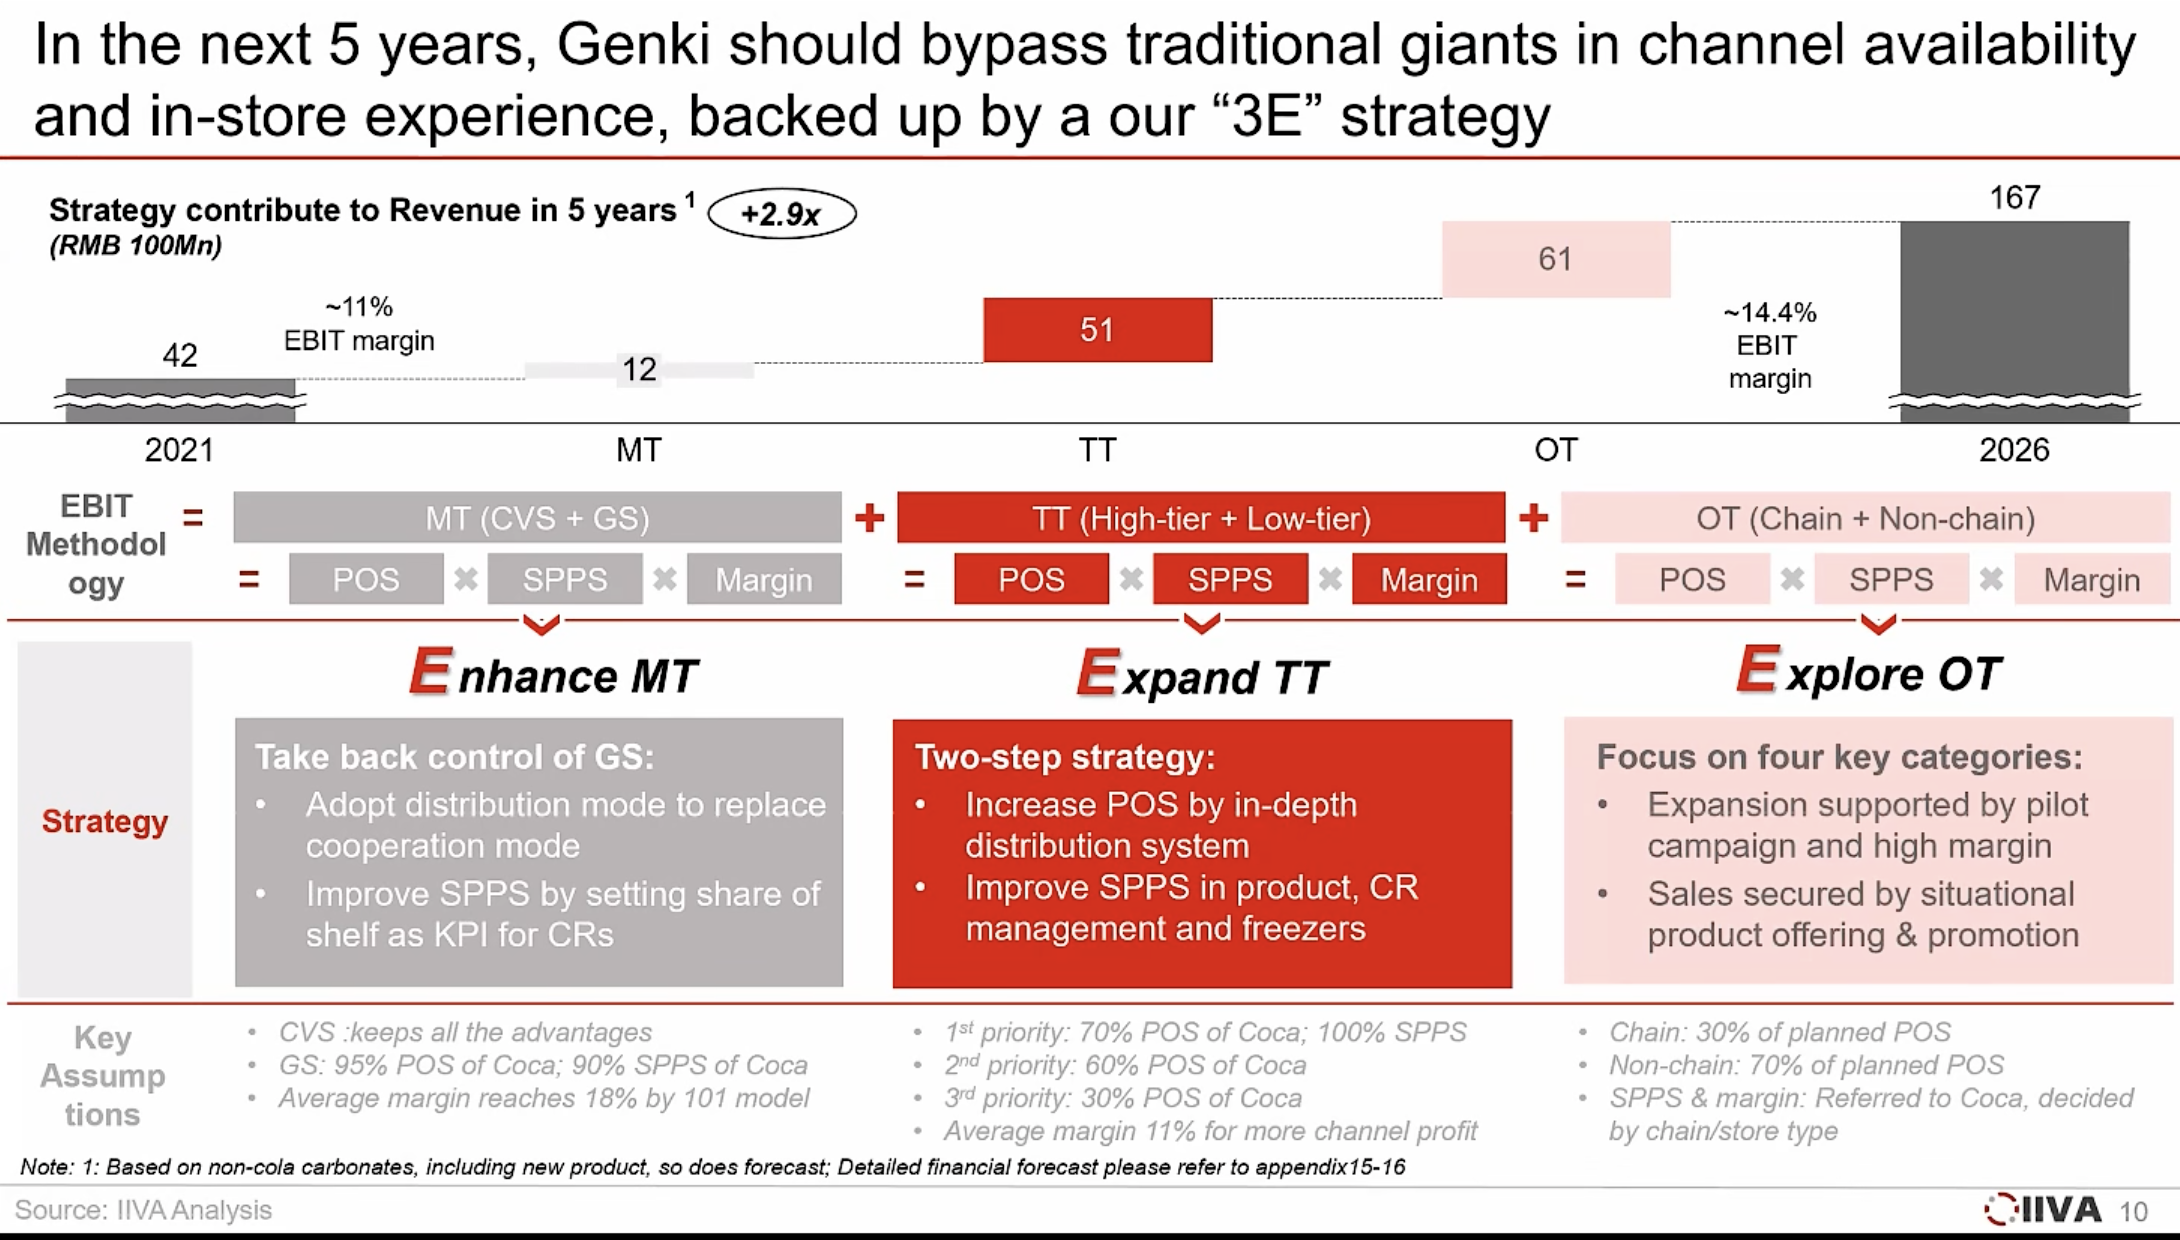 In the next 5 years, Genki should bypass traditional giants in channel availability
and in-store experience, backed up by a our “3E” strategy
Strategy contribute to Revenue in 5 years 1
+2.9x
(RMB 100Mn)
42
~11%
EBIT margin
12
51
61
~14.4%
EBIT
margin
167
2021
MT
TT
OT
2026
EBIT
Methodol
ogy
=
MT (CVS + GS)
+
TT (High-tier + Low-tier)
+
OT (Chain + Non-chain)
=
POS
×
SPPS
×
Margin
=
POS
×
SPPS
×
Margin
=
POS
×
SPPS
×
Margin
Strategy
Enhance MT
Take back control of GS:
• Adopt distribution mode to replace
cooperation mode
• Improve SPPS by setting share of
shelf as KPI for CRs
Expand TT
Two-step strategy:
• Increase POS by in-depth
distribution system
• Improve SPPS in product, CR
management and freezers
Explore OT
Focus on four key categories:
• Expansion supported by pilot
campaign and high margin
• Sales secured by situational
product offering & promotion
Key
Assump
tions
• CVS :keeps all the advantages
• GS: 95% POS of Coca; 90% SPPS of Coca
• Average margin reaches 18% by 101 model
• 1st priority: 70% POS of Coca; 100% SPPS
• 2nd priority: 60% POS of Coca
• 3rd priority: 30% POS of Coca
• Average margin 11% for more channel profit
• Chain: 30% of planned POS
• Non-chain: 70% of planned POS
• SPPS & margin: Referred to Coca, decided
by chain/store type
Note: 1: Based on non-cola carbonates, including new product, so does forecast; Detailed financial forecast please refer to appendix15-16
Source: IIVA Analysis
IIVA 10